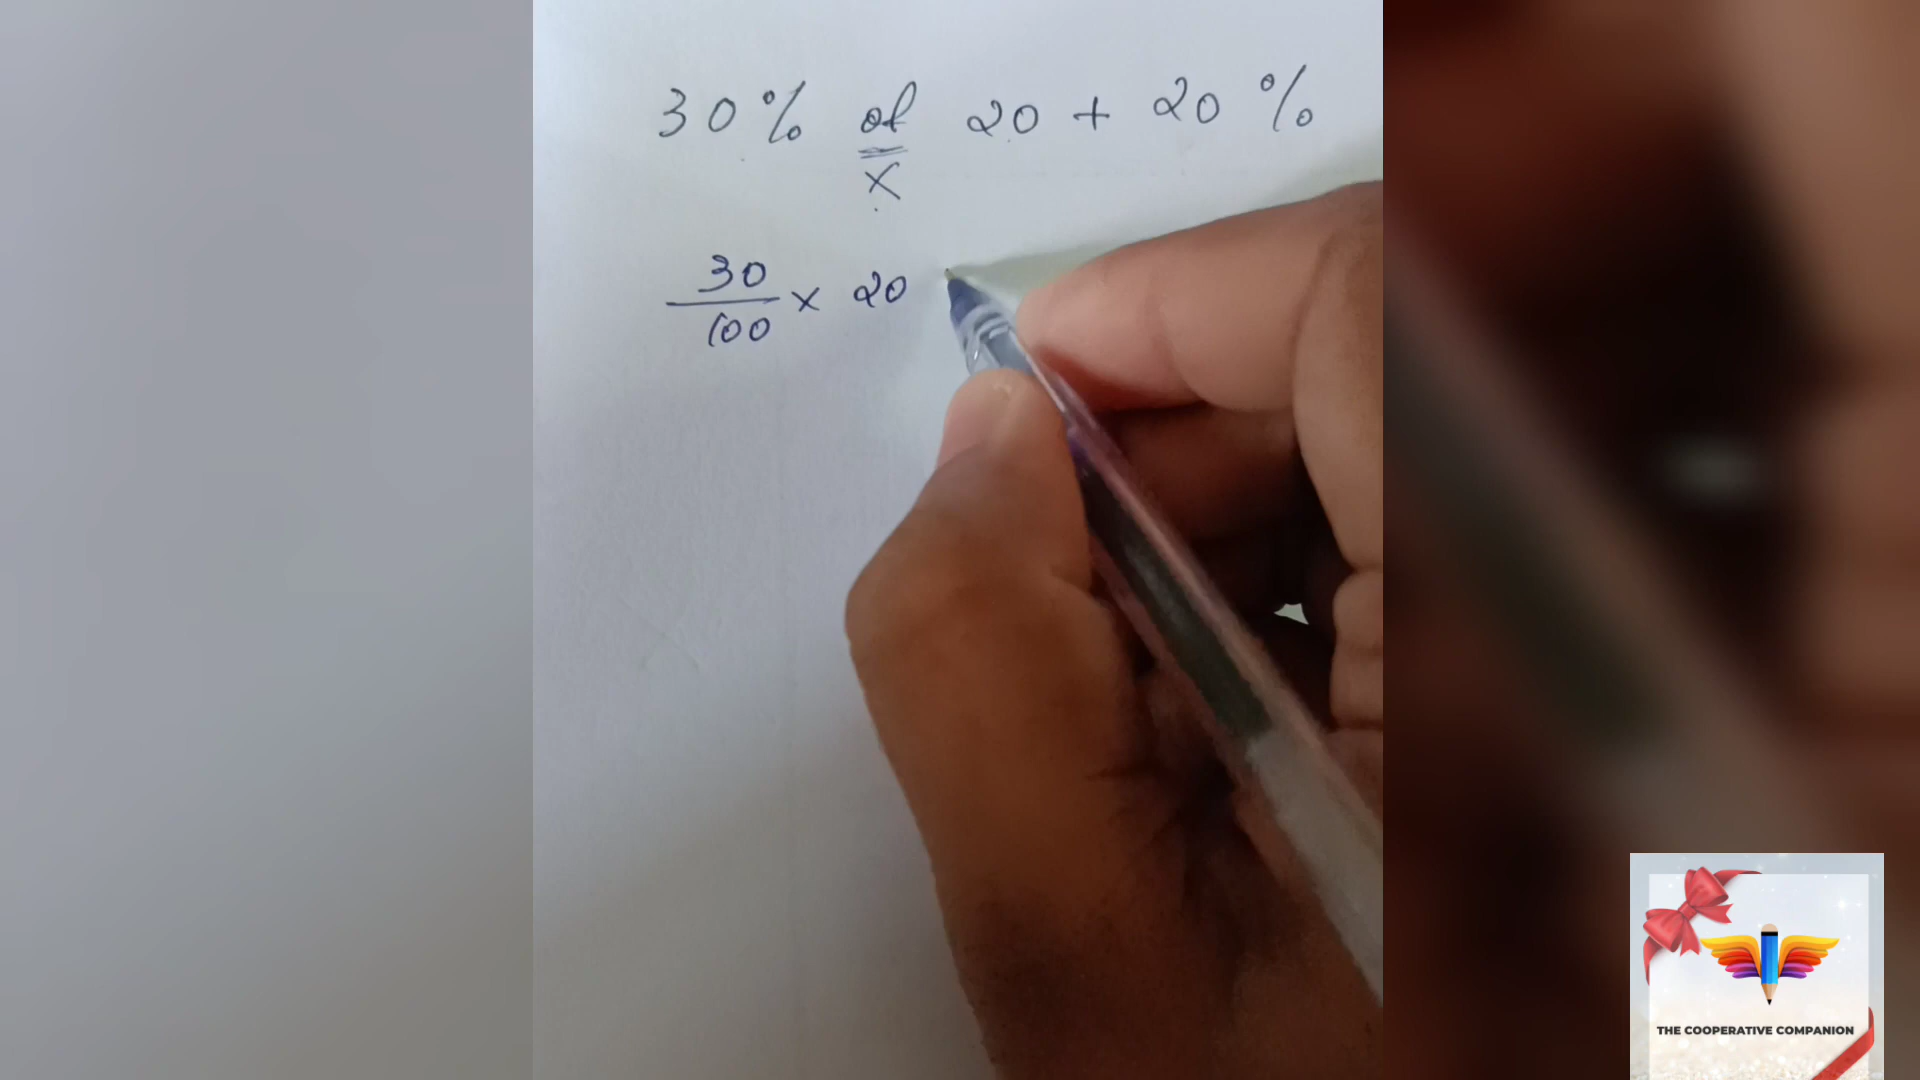 30% of 20 + 20%
×
30/100 × 20
THE COOPERATIVE COMPANION